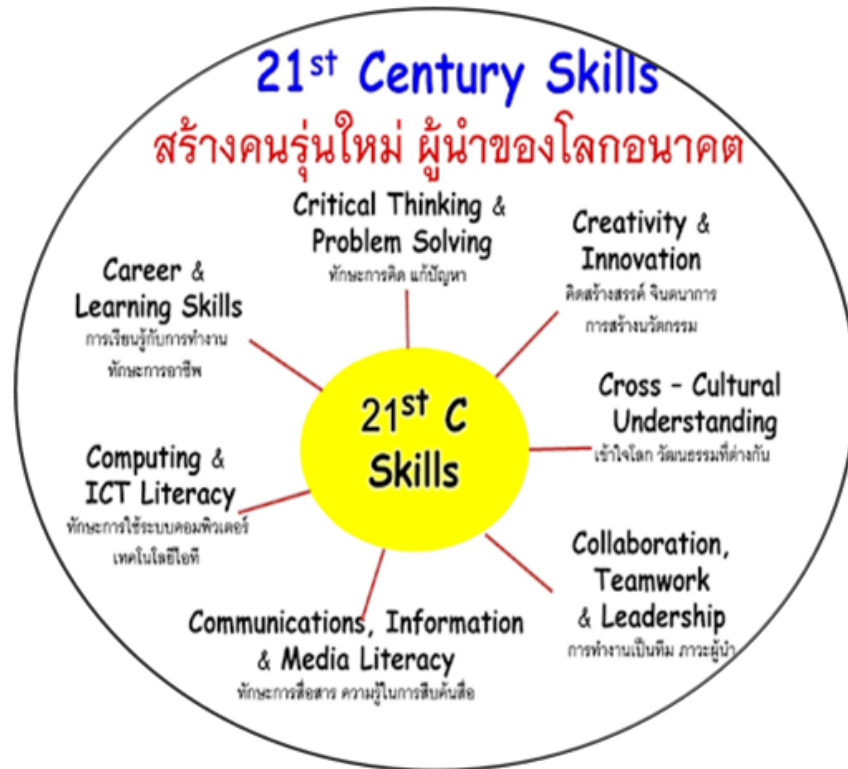 21st Century Skills
สร้างคนรุ่นใหม่ ผู้นำของโลกอนาคต
Critical Thinking &
Problem Solving
ทักษะการคิด แก้ปัญหา
Creativity &
Innovation
คิดสร้างสรรค์ จินตนาการ
การสร้างนวัตกรรม
Cross – Cultural
Understanding
เข้าใจโลก วัฒนธรรมที่ต่างกัน
Collaboration,
Teamwork
& Leadership
การทำงานเป็นทีม ภาวะผู้นำ
Communications, Information
& Media Literacy
ทักษะการสื่อสาร ความรู้ในการสืบค้นสื่อ
Computing &
ICT Literacy
ทักษะการใช้ระบบคอมพิวเตอร์
เทคโนโลยีไอที
Career &
Learning Skills
การเรียนรู้กับการทำงาน
ทักษะการอาชีพ
21st C
Skills